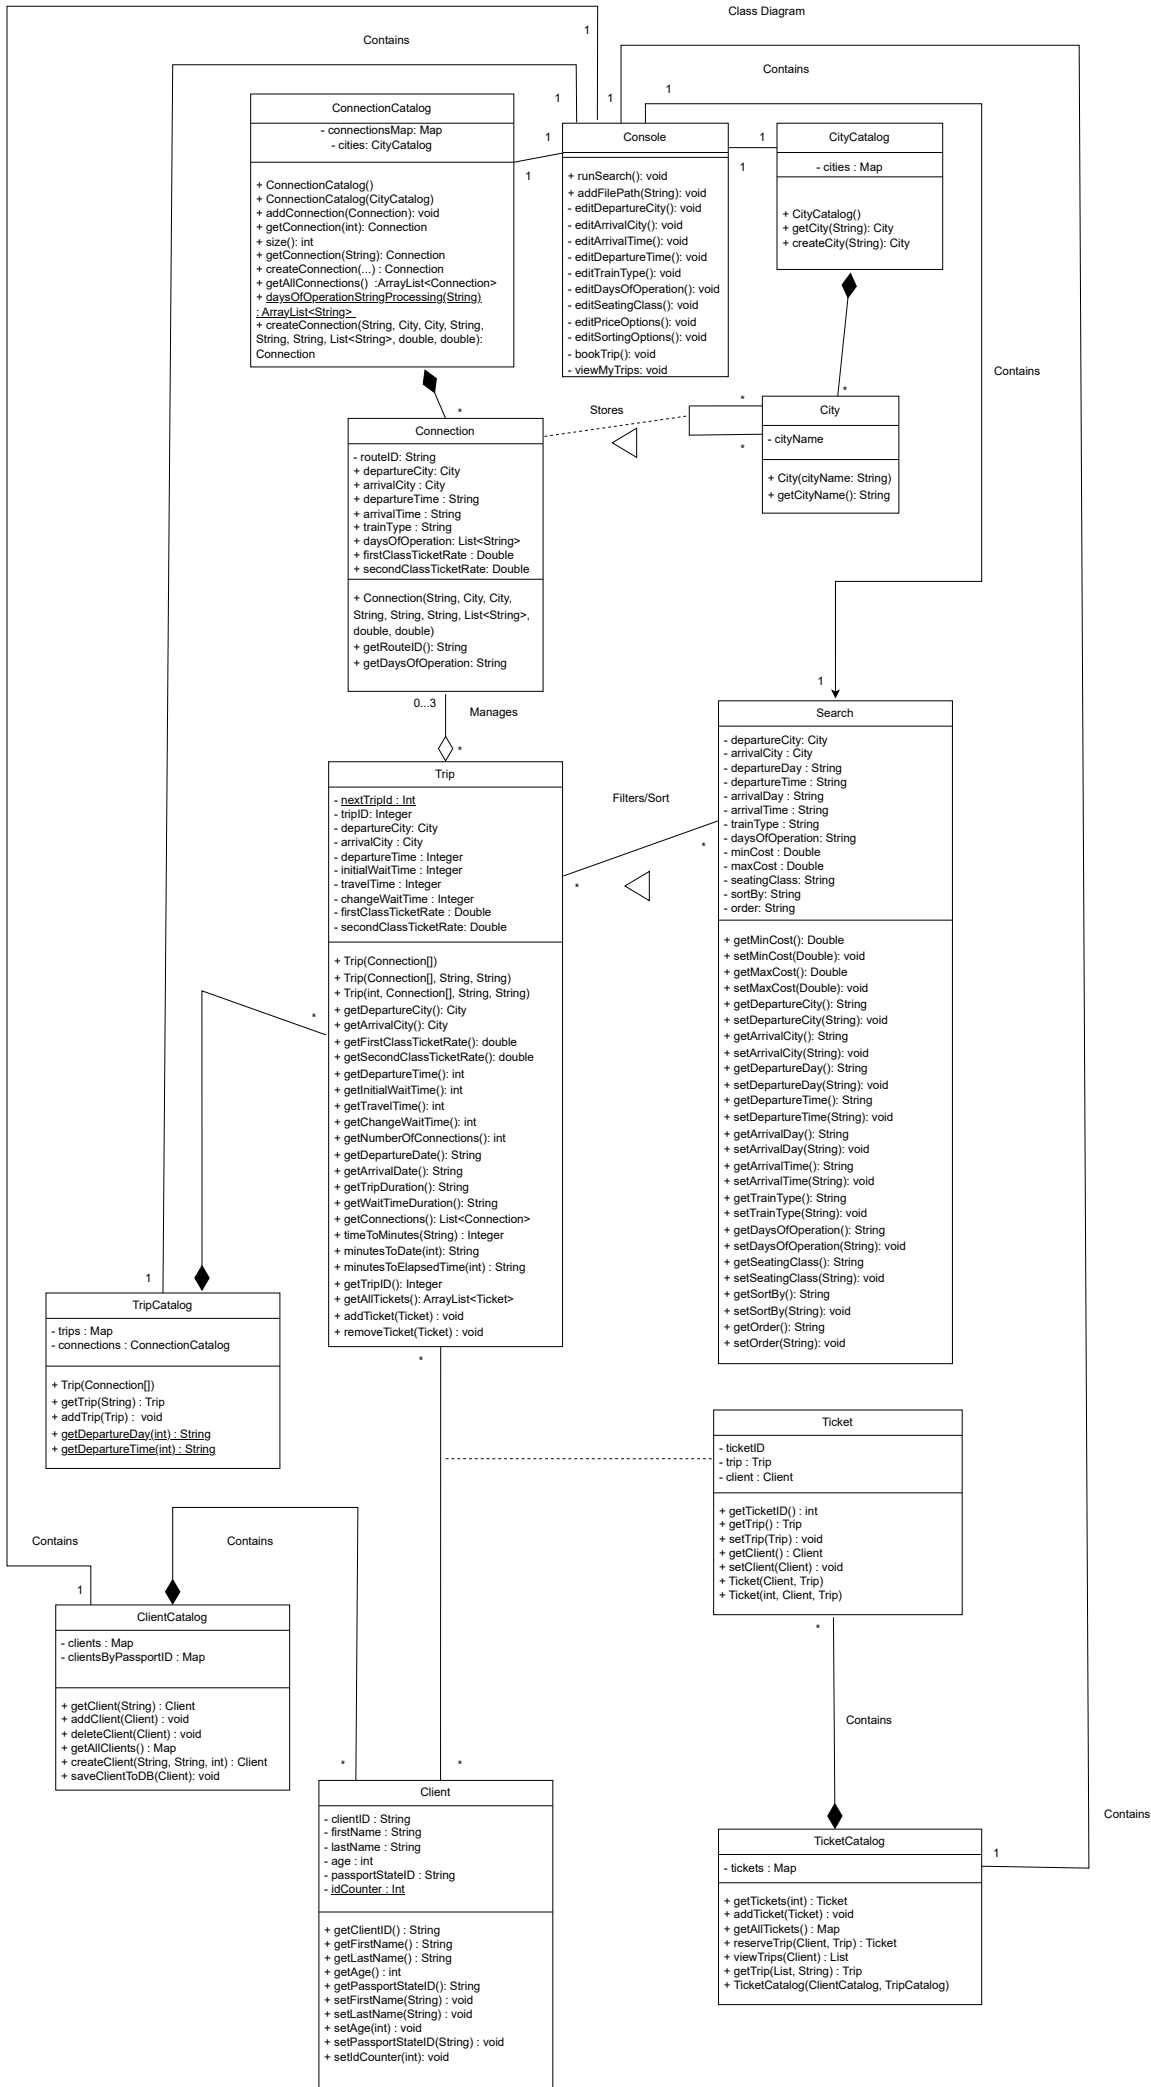 Class Diagram
1
Contains
Contains
1
1
1
ConnectionCatalog
- connectionsMap: Map
- cities: CityCatalog
+ ConnectionCatalog()
+ ConnectionCatalog(CityCatalog)
+ addConnection(Connection): void
+ getConnection(int): Connection
+ size(): int
+ getConnection(String): Connection
+ createConnection(...) : Connection
+ getAllConnections()  :ArrayList<Connection>
+ daysOfOperationStringProcessing(String)
: ArrayList<String>
+ createConnection(String, City, City, String,
String, String, List<String>, double, double):
Connection
1
1
Console
+ runSearch(): void
+ addFilePath(String): void
- editDepartureCity(): void
- editArrivalCity(): void
- editArrivalTime(): void
- editDepartureTime(): void
- editTrainType(): void
- editDaysOfOperation(): void
- editSeatingClass(): void
- editPriceOptions(): void
- editSortingOptions(): void
- bookTrip(): void
- viewMyTrips: void
1
1
CityCatalog
- cities : Map
+ CityCatalog()
+ getCity(String): City
+ createCity(String): City
Contains
*
*
Stores
*
*
City
- cityName
+ City(cityName: String)
+ getCityName(): String
Connection
- routeID: String
+ departureCity: City
+ arrivalCity : City
+ departureTime : String
+ arrivalTime : String
+ trainType : String
+ daysOfOperation: List<String>
+ firstClassTicketRate : Double
+ secondClassTicketRate: Double
+ Connection(String, City, City,
String, String, String, List<String>,
double, double)
+ getRouteID(): String
+ getDaysOfOperation: String
0...3
Manages
*
1
Search
- departureCity: City
- arrivalCity : City
- departureDay : String
- departureTime : String
- arrivalDay : String
- arrivalTime : String
- trainType : String
- daysOfOperation: String
- minCost : Double
- maxCost : Double
- seatingClass: String
- sortBy: String
- order: String
+ getMinCost(): Double
+ setMinCost(Double): void
+ getMaxCost(): Double
+ setMaxCost(Double): void
+ getDepartureCity(): String
+ setDepartureCity(String): void
+ getArrivalCity(): String
+ setArrivalCity(String): void
+ getDepartureDay(): String
+ setDepartureDay(String): void
+ getDepartureTime(): String
+ setDepartureTime(String): void
+ getArrivalDay(): String
+ setArrivalDay(String): void
+ getArrivalTime(): String
+ setArrivalTime(String): void
+ getTrainType(): String
+ setTrainType(String): void
+ getDaysOfOperation(): String
+ setDaysOfOperation(String): void
+ getSeatingClass(): String
+ setSeatingClass(String): void
+ getSortBy(): String
+ setSortBy(String): void
+ getOrder(): String
+ setOrder(String): void
Filters/Sort
*
*
Trip
- nextTripId : Int
- tripID: Integer
- departureCity: City
- arrivalCity : City
- departureTime : Integer
- initialWaitTime : Integer
- travelTime : Integer
- changeWaitTime : Integer
- firstClassTicketRate : Double
- secondClassTicketRate: Double
+ Trip(Connection[])
+ Trip(Connection[], String, String)
+ Trip(int, Connection[], String, String)
+ getDepartureCity(): City
+ getArrivalCity(): City
+ getFirstClassTicketRate(): double
+ getSecondClassTicketRate(): double
+ getDepartureTime(): int
+ getInitialWaitTime(): int
+ getTravelTime(): int
+ getChangeWaitTime(): int
+ getNumberOfConnections(): int
+ getDepartureDate(): String
+ getArrivalDate(): String
+ getTripDuration(): String
+ getWaitTimeDuration(): String
+ getConnections(): List<Connection>
+ timeToMinutes(String) : Integer
+ minutesToDate(int): String
+ minutesToElapsedTime(int) : String
+ getTripID(): Integer
+ getAllTickets(): ArrayList<Ticket>
+ addTicket(Ticket) : void
+ removeTicket(Ticket) : void
*
1
TripCatalog
- trips : Map
- connections : ConnectionCatalog
+ Trip(Connection[])
+ getTrip(String) : Trip
+ addTrip(Trip) :  void
+ getDepartureDay(int) : String
+ getDepartureTime(int) : String
*
Ticket
- ticketID
- trip : Trip
- client : Client
+ getTicketID() : int
+ getTrip() : Trip
+ setTrip(Trip) : void
+ getClient() : Client
+ setClient(Client) : void
+ Ticket(Client, Trip)
+ Ticket(int, Client, Trip)
*
Contains
Contains
Contains
1
ClientCatalog
- clients : Map
- clientsByPassportID : Map
+ getClient(String) : Client
+ addClient(Client) : void
+ deleteClient(Client) : void
+ getAllClients() : Map
+ createClient(String, String, int) : Client
+ saveClientToDB(Client): void
*
*
Client
- clientID : String
- firstName : String
- lastName : String
- age : int
- passportStateID : String
- idCounter : Int
+ getClientID() : String
+ getFirstName() : String
+ getLastName() : String
+ getAge() : int
+ getPassportStateID(): String
+ setFirstName(String) : void
+ setLastName(String) : void
+ setAge(int) : void
+ setPassportStateID(String) : void
+ setIdCounter(int): void
Contains
1
TicketCatalog
- tickets : Map
+ getTickets(int) : Ticket
+ addTicket(Ticket) : void
+ getAllTickets() : Map
+ reserveTrip(Client, Trip) : Ticket
+ viewTrips(Client) : List
+ getTrip(List, String) : Trip
+ TicketCatalog(ClientCatalog, TripCatalog)